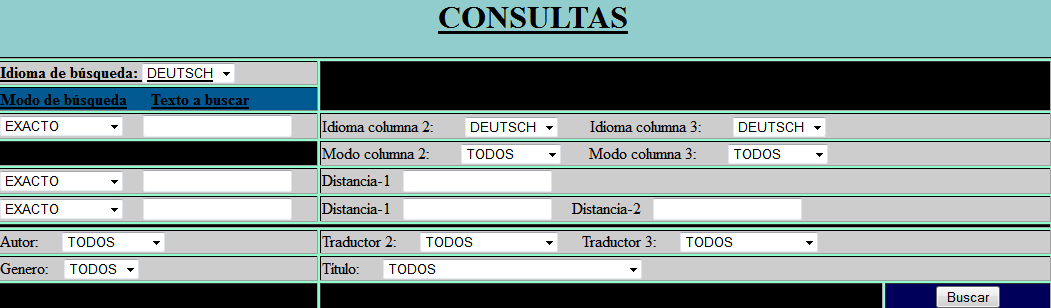 CONSULTAS
Idioma de búsqueda: DEUTSCH
Modo de búsqueda Texto a buscar
EXACTO Idioma columna 2: DEUTSCH Idioma columna 3: DEUTSCH
Modo columna 2: TODOS Modo columna 3: TODOS
EXACTO Distancia-1
EXACTO Distancia-1 Distancia-2
Autor: TODOS Traductor 2: TODOS Traductor 3: TODOS
Genero: TODOS Título: TODOS
Buscar